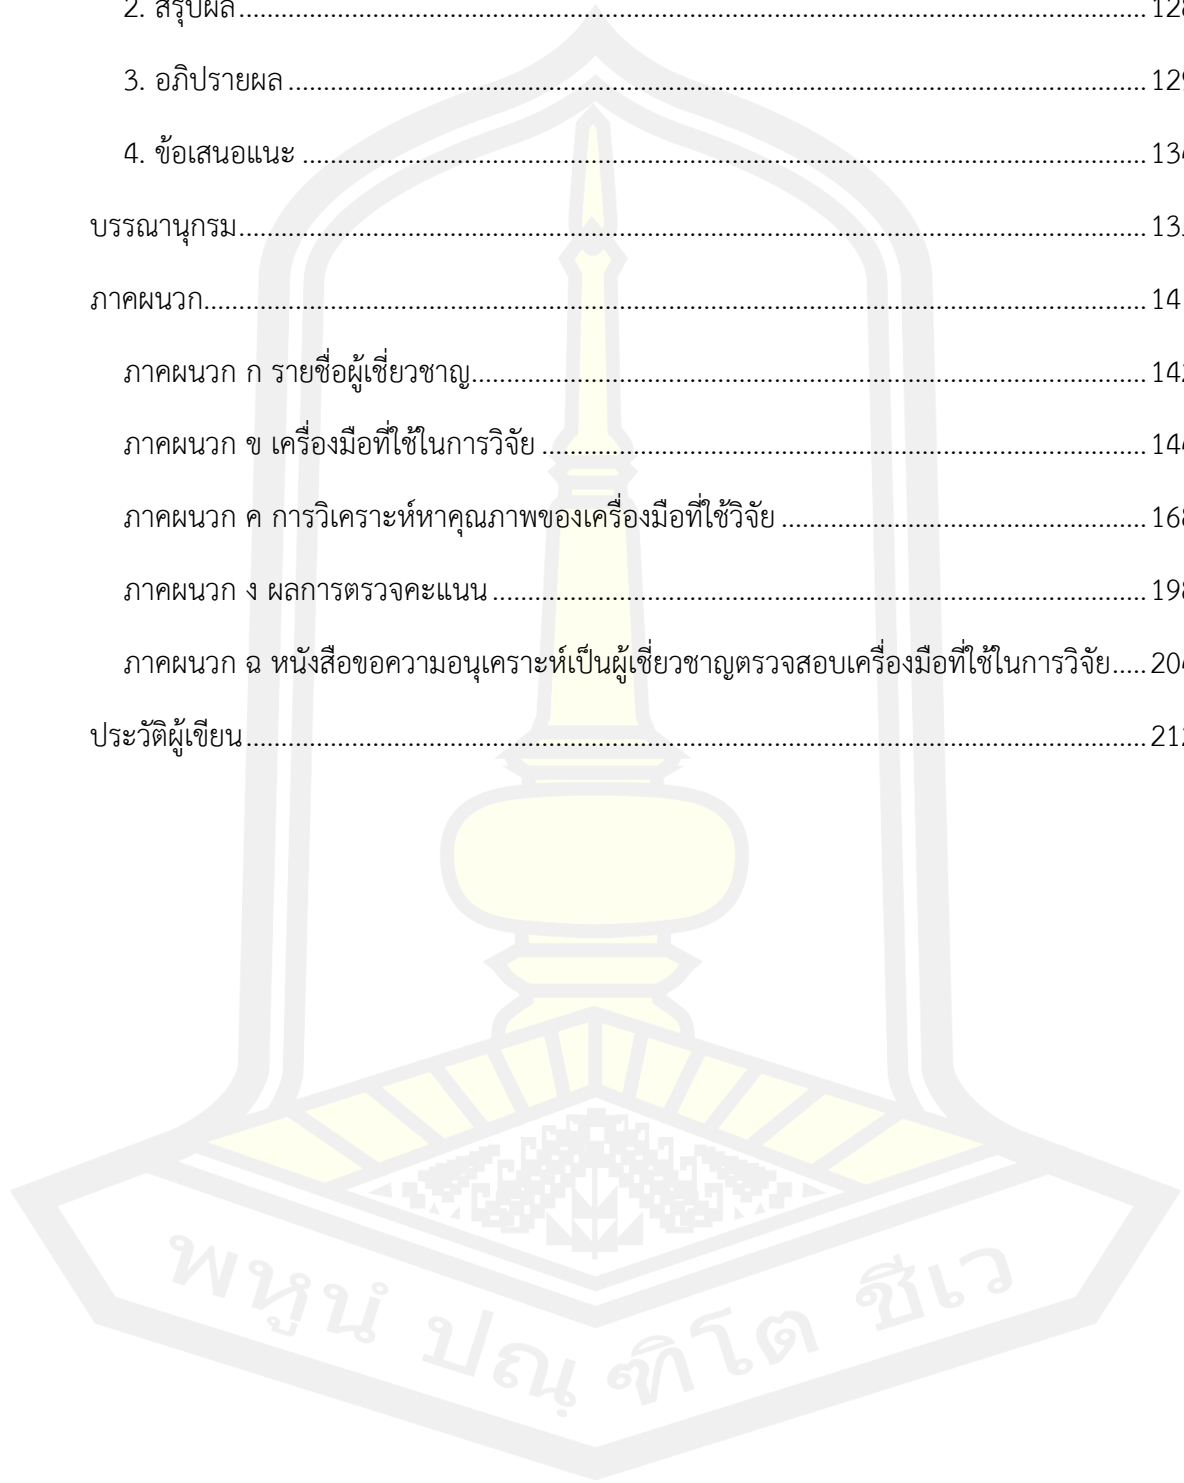 2. สรุปผล.......... 128
3. อภิปรายผล.......... 129
4. ข้อเสนอแนะ.......... 134
บรรณานุกรม.......... 13
ภาคผนวก.......... 14
ภาคผนวก ก รายชื่อผู้เชี่ยวชาญ.......... 142
ภาคผนวก ข เครื่องมือที่ใช้ในการวิจัย.......... 144
ภาคผนวก ค การวิเคราะห์หาคุณภาพของเครื่องมือที่ใช้วิจัย.......... 168
ภาคผนวก ง ผลการตรวจคะแนน.......... 198
ภาคผนวก ฉ หนังสือขอความอนุเคราะห์เป็นผู้เชี่ยวชาญตรวจสอบเครื่องมือที่ใช้ในการวิจัย..... 204
ประวัติผู้เขียน.......... 212
พหูนํ ปณฺ ฑิโต ชีเว